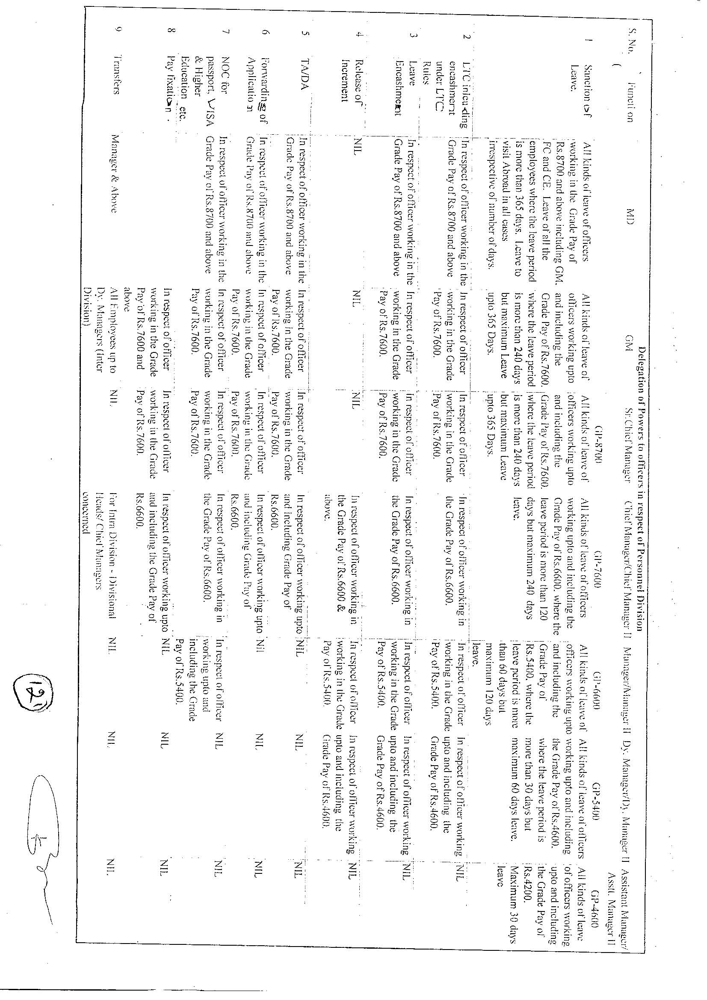 Delegation of Powers to officers in respect of Personnel Division
S. No.
Functi on
MD
GM
Sr.Chief Manager
Chief Manager/Chief Manager II
Manager/Manager II
Dy. Manager/Dy. Manager II
Assistant Manager/
Asstt. Manager II
GP-8700
GP-7600
GP-6600
GP-5400
GP-4600
1
Sanction of
Leave.
All kinds of leave of officers
working in the Grade Pay of
Rs.8700 and above including GM,
FC and CE. Leave of all the
employees where the leave period
is more than 365 days. Leave to
visit Abroad in all cases
irrespective of number of days.
All kinds of leave of
officers working upto
and including the
Grade Pay of Rs.7600,
where the leave period
is more than 240 days
but maximum Leave
upto 365 Days.
All kinds of leave of
officers working upto
and including the
Grade Pay of Rs.7600,
where the leave period
is more than 240 days
but maximum Leave
upto 365 Days.
All kinds of leave of officers
working upto and including the
Grade Pay of Rs.6600, where the
leave period is more than 120
days but maximum 240 days
leave.
All kinds of leave of
officers working upto
and including the
Grade Pay of
Rs.5400, where the
leave period is more
than 60 days but
maximum 120 days
leave.
All kinds of leave of officers
working upto and including
the Grade Pay of Rs.4600,
where the leave period is
more than 30 days but
maximum 60 days leave.
All kinds of leave
of officers working
upto and including
the Grade Pay of
Rs.4200.
Maximum 30 days
leave
2
LTC inlcu ding
encashment
under LTC
Rules
In respect of officer working in the
Grade Pay of Rs.8700 and above
In respect of officer
working in the Grade
Pay of Rs.7600.
In respect of officer
working in the Grade
Pay of Rs.7600.
In respect of officer working in
the Grade Pay of Rs.6600.
In respect of officer
working in the Grade
Pay of Rs.5400.
In respect of officer working
upto and including the
Grade Pay of Rs.4600.
NIL
3
Leave
Encashment
In respect of officer working in the
Grade Pay of Rs.8700 and above
In respect of officer
working in the Grade
Pay of Rs.7600.
In respect of officer
working in the Grade
Pay of Rs.7600.
In respect of officer working in
the Grade Pay of Rs.6600.
In respect of officer
working in the Grade
Pay of Rs.5400.
In respect of officer working
upto and including the
Grade Pay of Rs.4600.
NIL
4
Release of
Increment
NIL
NIL
NIL
In respect of officer working in
the Grade Pay of Rs.6600 &
above.
In respect of officer
working in the Grade
Pay of Rs.5400.
In respect of officer working
upto and including the
Grade Pay of Rs.4600.
NIL
5
TA/DA
In respect of officer working in the
Grade Pay of Rs.8700 and above
In respect of officer
working in the Grade
Pay of Rs.7600.
In respect of officer
working in the Grade
Pay of Rs.7600.
In respect of officer working upto
and including Grade Pay of
Rs.6600.
NIL
NIL
NIL
6
Forwarding of
Application
In respect of officer working in the
Grade Pay of Rs.8700 and above
In respect of officer
working in the Grade
Pay of Rs.7600.
In respect of officer
working in the Grade
Pay of Rs.7600.
In respect of officer working upto
and including Grade Pay of
Rs.6600.
Nil
NIL
NIL
7
NOC for
passport, VISA
& Higher
Education etc.
In respect of officer working in the
Grade Pay of Rs.8700 and above
In respect of officer
working in the Grade
Pay of Rs.7600.
In respect of officer
working in the Grade
Pay of Rs.7600.
In respect of officer working in
the Grade Pay of Rs.6600.
In respect of officer
working upto and
including the Grade
Pay of Rs.5400.
NIL
NIL
8
Pay fixation .
In respect of officer
working in the Grade
Pay of Rs.7600 and
above
In respect of officer
working in the Grade
Pay of Rs.7600.
In respect of officer working upto
and including the Grade Pay of
Rs.6600.
NIL
NIL
NIL
9
Transfers
Manager & Above
All Employees up to
Dy. Managers (Inter
Division)
NIL
For Intra Division - Divisional
Heads/ Chief Managers
concerned
NIL
NIL
NIL
12